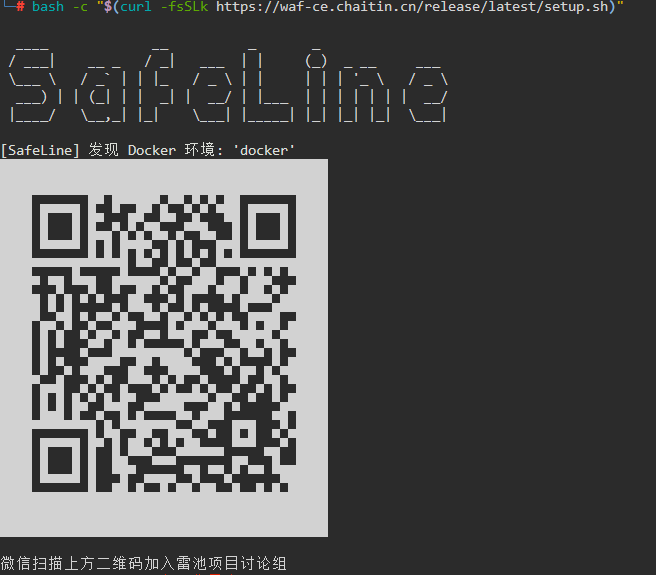 └─# bash -c "$(curl -fsSLk https://waf-ce.chaitin.cn/release/latest/setup.sh)"
SafeLine
[SafeLine] 发现 Docker 环境: 'docker'
微信扫描上方二维码加入雷池项目讨论组